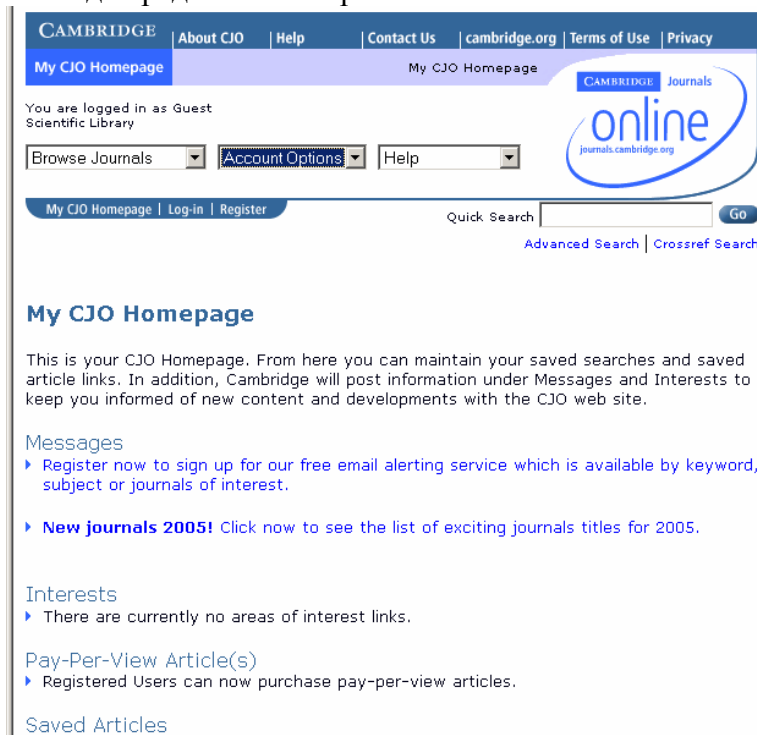 CAMBRIDGE | About CJO | Help | Contact Us | cambridge.org | Terms of Use | Privacy
My CJO Homepage My CJO Homepage
CAMBRIDGE Journals
online
journals.cambridge.org
You are logged in as Guest
Scientific Library
Browse Journals Account Options Help
My CJO Homepage | Log-in | Register
Quick Search Go
Advanced Search | Crossref Search
My CJO Homepage
This is your CJO Homepage. From here you can maintain your saved searches and saved
article links. In addition, Cambridge will post information under Messages and Interests to
keep you informed of new content and developments with the CJO web site.
Messages
Register now to sign up for our free email alerting service which is available by keyword,
subject or journals of interest.
New journals 2005! Click now to see the list of exciting journals titles for 2005.
Interests
There are currently no areas of interest links.
Pay-Per-View Article(s)
Registered Users can now purchase pay-per-view articles.
Saved Articles